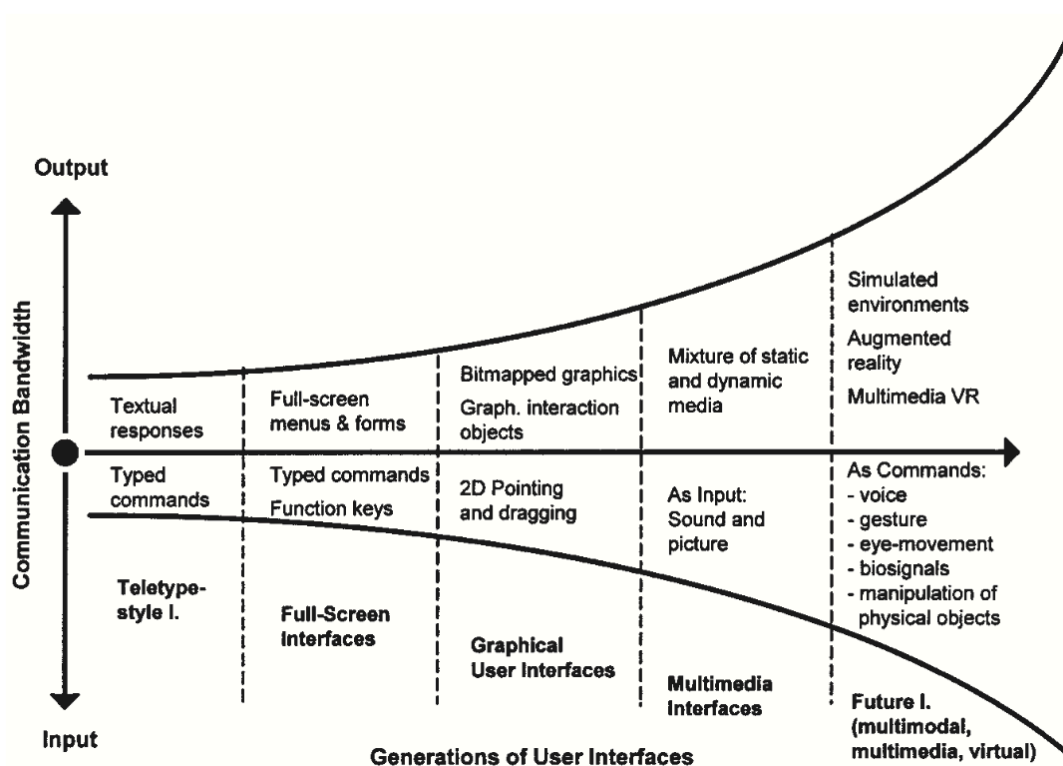 Output
Communication Bandwidth
Input
Textual
responses
Full-screen
menus & forms
Bitmapped graphics
Graph. interaction
objects
Mixture of static
and dynamic
media
Simulated
environments
Augmented
reality
Multimedia VR
Typed
commands
Typed commands
Function keys
2D Pointing
and dragging
As Input:
Sound and
picture
As Commands:
- voice
- gesture
- eye-movement
- biosignals
- manipulation of
physical objects
Teletype-
style I.
Full-Screen
Interfaces
Graphical
User Interfaces
Multimedia
Interfaces
Future I.
(multimodal,
multimedia, virtual)
Generations of User Interfaces